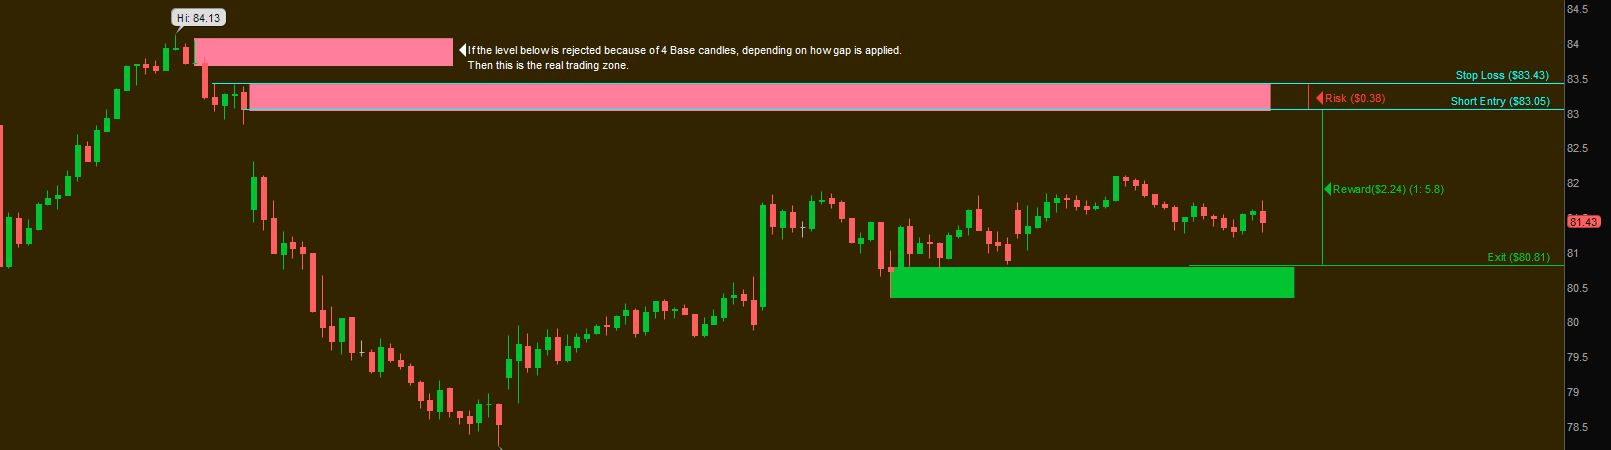 Hi: 84.13
84.5
If the level below is rejected because of 4 Base candles, depending on how gap is applied.
Then this is the real trading zone.
84
Stop Loss ($83.43)
83.5
Risk ($0.38)
Short Entry ($83.05)
83
82.5
82
Reward($2.24) (1: 5.8)
81.43
81
Exit ($80.81)
80.5
80
79.5
79
78.5